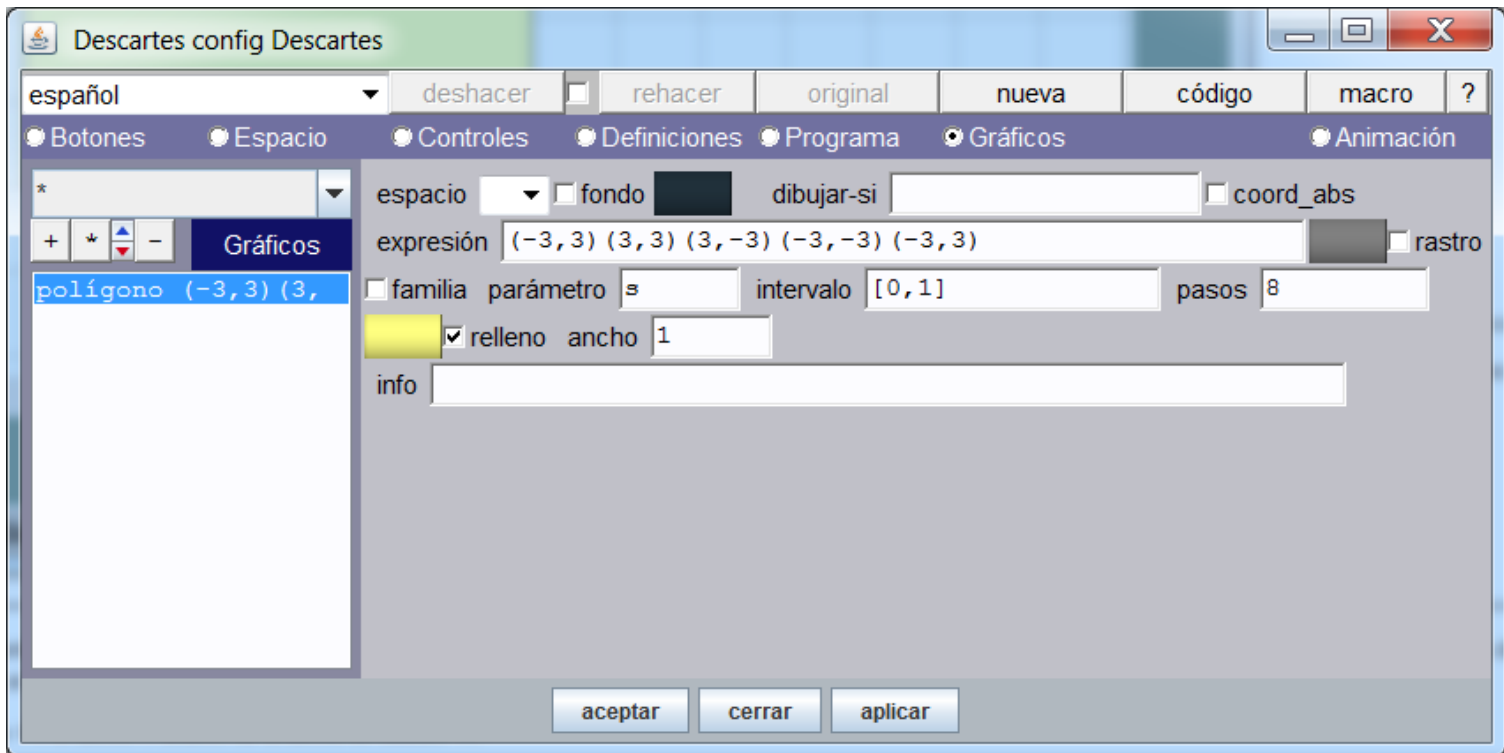 Descartes config Descartes
español deshacer rehacer original nueva código macro ?
Botones Espacio Controles Definiciones Programa Gráficos Animación
* espacio fondo dibujar-si coord_abs
+ * - Gráficos expresión (-3,3)(3,3)(3,-3)(-3,-3)(-3,3) rastro
polígono (-3,3)(3, familia parámetro s intervalo [0,1] pasos 8
relleno ancho 1
info
aceptar cerrar aplicar